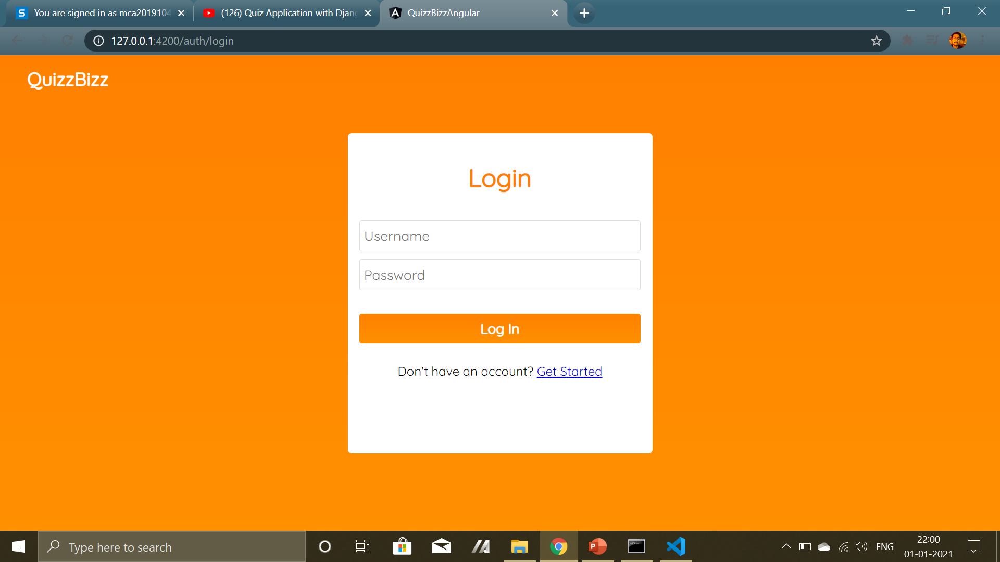 You are signed in as mca2019104
(126) Quiz Application with Djang
QuizzBizzAngular
127.0.0.1:4200/auth/login
QuizzBizz
Login
Username
Password
Log In
Don't have an account? Get Started
Type here to search
ENG
22:00
01-01-2021